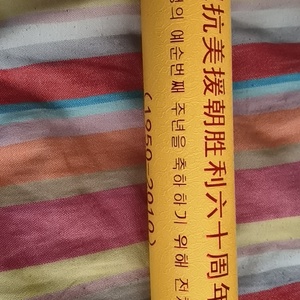 抗美援朝胜利六十周年
의 예순번째 주년을 축하하기 위해 전
(1950-2010)